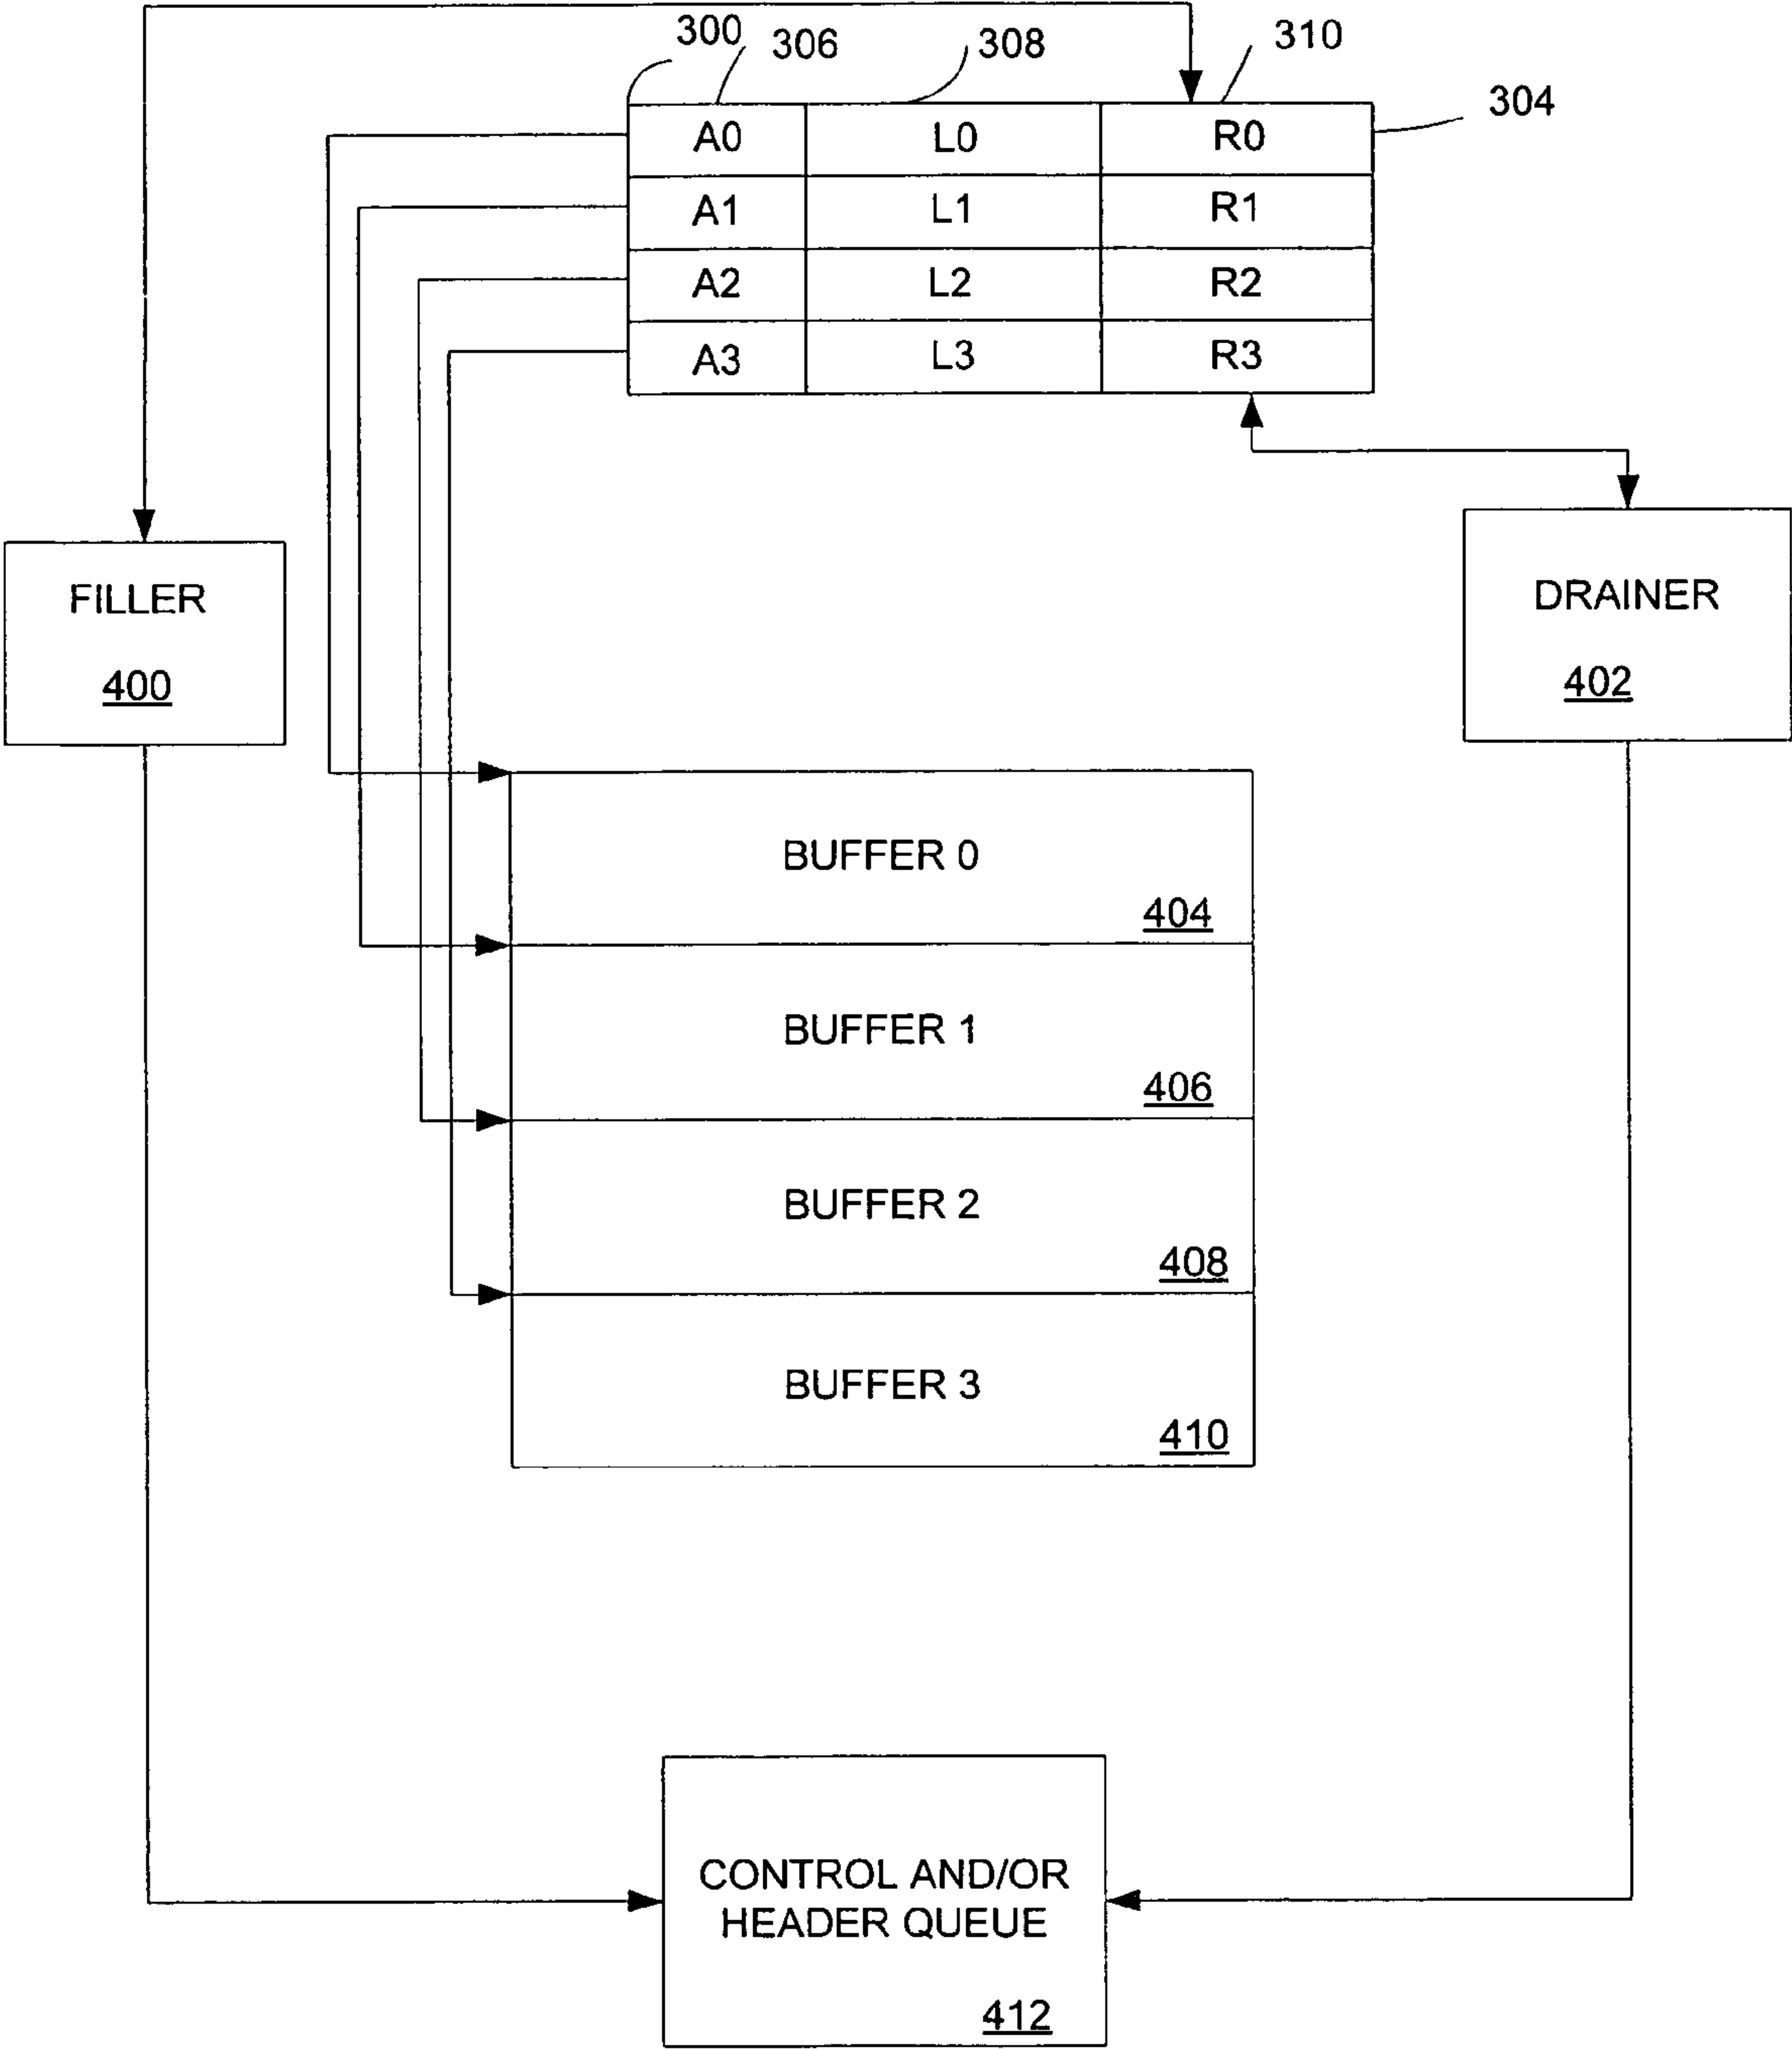 300
306
308
310
304
A0 L0 R0
A1 L1 R1
A2 L2 R2
A3 L3 R3
FILLER
400
DRAINER
402
BUFFER 0
404
BUFFER 1
406
BUFFER 2
408
BUFFER 3
410
CONTROL AND/OR
HEADER QUEUE
412